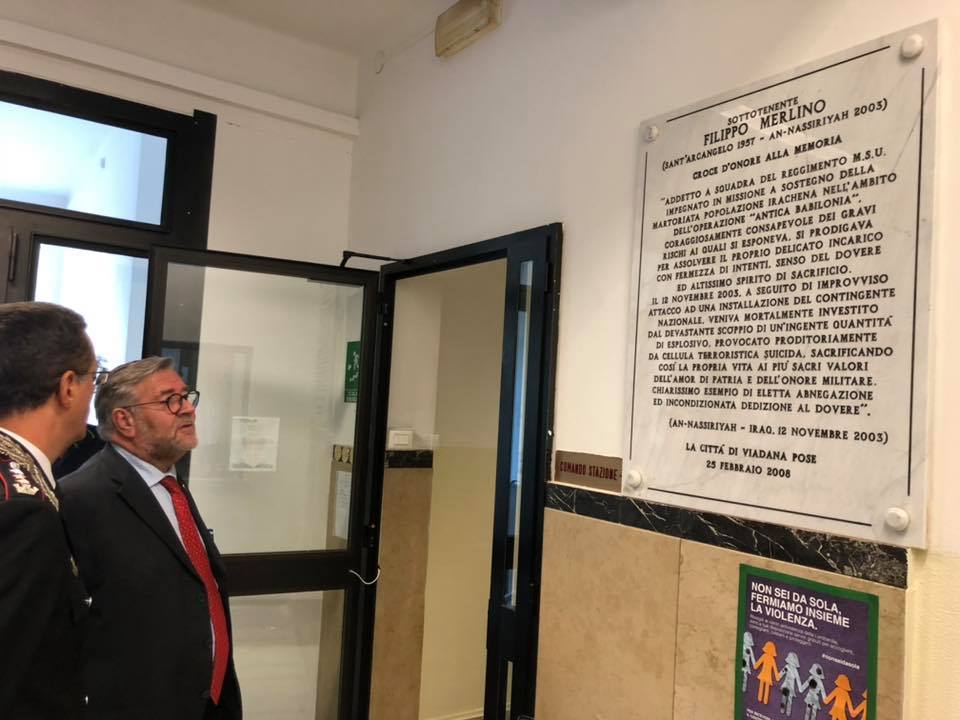 SOTTOTENENTE
FILIPPO MERLINO
(SANT'ARCANGELO 1957 - AN-NASSIRIYAH 2003)
CROCE D'ONORE ALLA MEMORIA
"ADDETTO A SQUADRA DEL REGGIMENTO M.S.U.
IMPEGNATO IN MISSIONE A SOSTEGNO DELLA
MARTORIATA POPOLAZIONE IRACHENA NELL'AMBITO
DELL'OPERAZIONE "ANTICA BABILONIA",
CORAGGIOSAMENTE CONSAPEVOLE DEI GRAVI
RISCHI AI QUALI SI ESPONEVA, SI PRODIGAVA
PER ASSOLVERE IL PROPRIO DELICATO INCARICO
CON FERMEZZA DI INTENTI, SENSO DEL DOVERE
ED ALTISSIMO SPIRITO DI SACRIFICIO.
IL 12 NOVEMBRE 2003, A SEGUITO DI IMPROVVISO
ATTACCO AD UNA INSTALLAZIONE DEL CONTINGENTE
NAZIONALE, VENIVA MORTALMENTE INVESTITO
DAL DEVASTANTE SCOPPIO DI UN'INGENTE QUANTITÀ
DI ESPLOSIVO, PROVOCATO PRODITORIAMENTE
DA CELLULA TERRORISTICA SUICIDA, SACRIFICANDO
COSÌ LA PROPRIA VITA AI PIU' SACRI VALORI
DELL'AMOR DI PATRIA E DELL'ONORE MILITARE.
CHIARISSIMO ESEMPIO DI ELETTA ABNEGAZIONE
ED INCONDIZIONATA DEDIZIONE AL DOVERE".
(AN-NASSIRIYAH - IRAQ, 12 NOVEMBRE 2003)
LA CITTÀ DI VIADANA POSE
25 FEBBRAIO 2008
COMANDO STAZIONE
NON SEI DA SOLA,
FERMIAMO INSIEME
LA VIOLENZA.
#nonseidasola